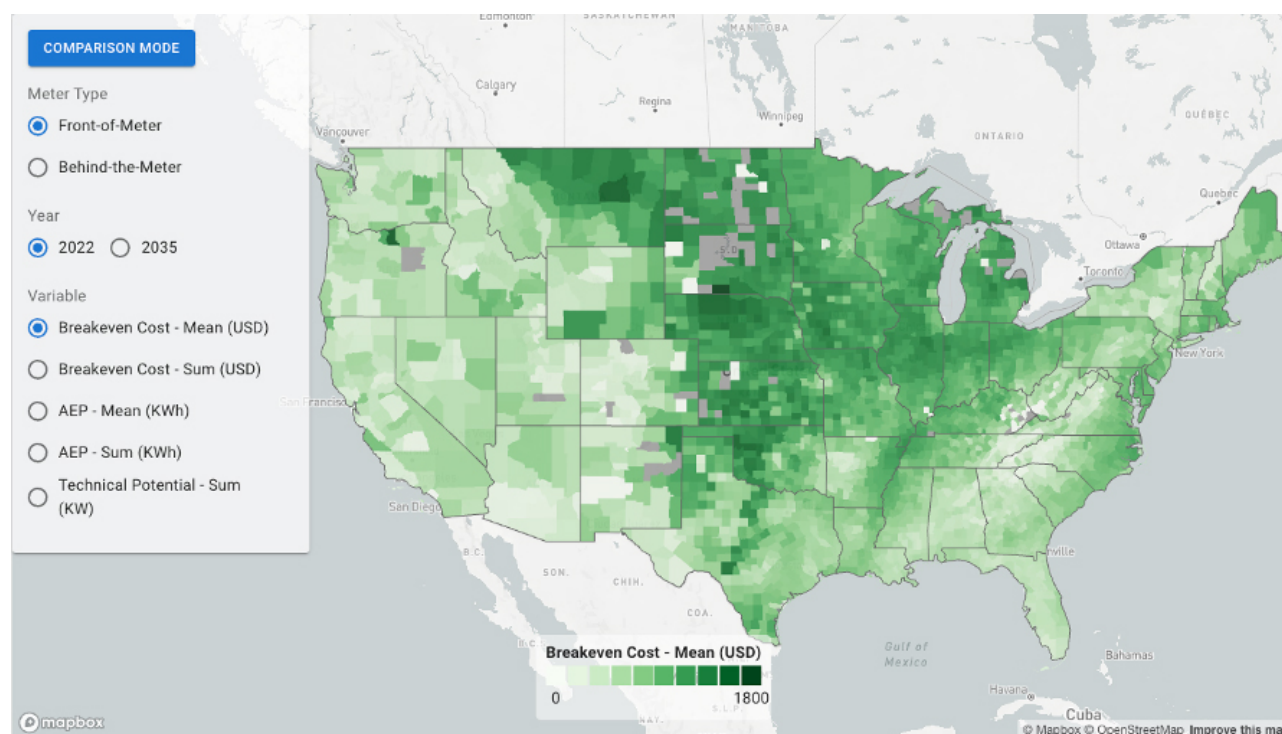 COMPARISON MODE
Meter Type
Front-of-Meter
Behind-the-Meter
Year
2022
2035
Variable
Breakeven Cost - Mean (USD)
Breakeven Cost - Sum (USD)
AEP - Mean (KWh)
AEP - Sum (KWh)
Technical Potential - Sum
(KW)
Edmonton
SASKATCHEWAN
MANITOBA
Calgary
Regina
Winnipeg
Vancouver
ONTARIO
QUÉBEC
Quebec
Ottawa
Toronto
S.D.
New York
San Francisco
San Diego
B.C.
SON.
CHIH.
COA.
nville
B.C.
Breakeven Cost - Mean (USD)
0
1800
S.L.P.
NAY.
Gulf of
Mexico
Bahamas
Havana
Cuba
mapbox
© Mapbox © OpenStreetMap Improve this ma